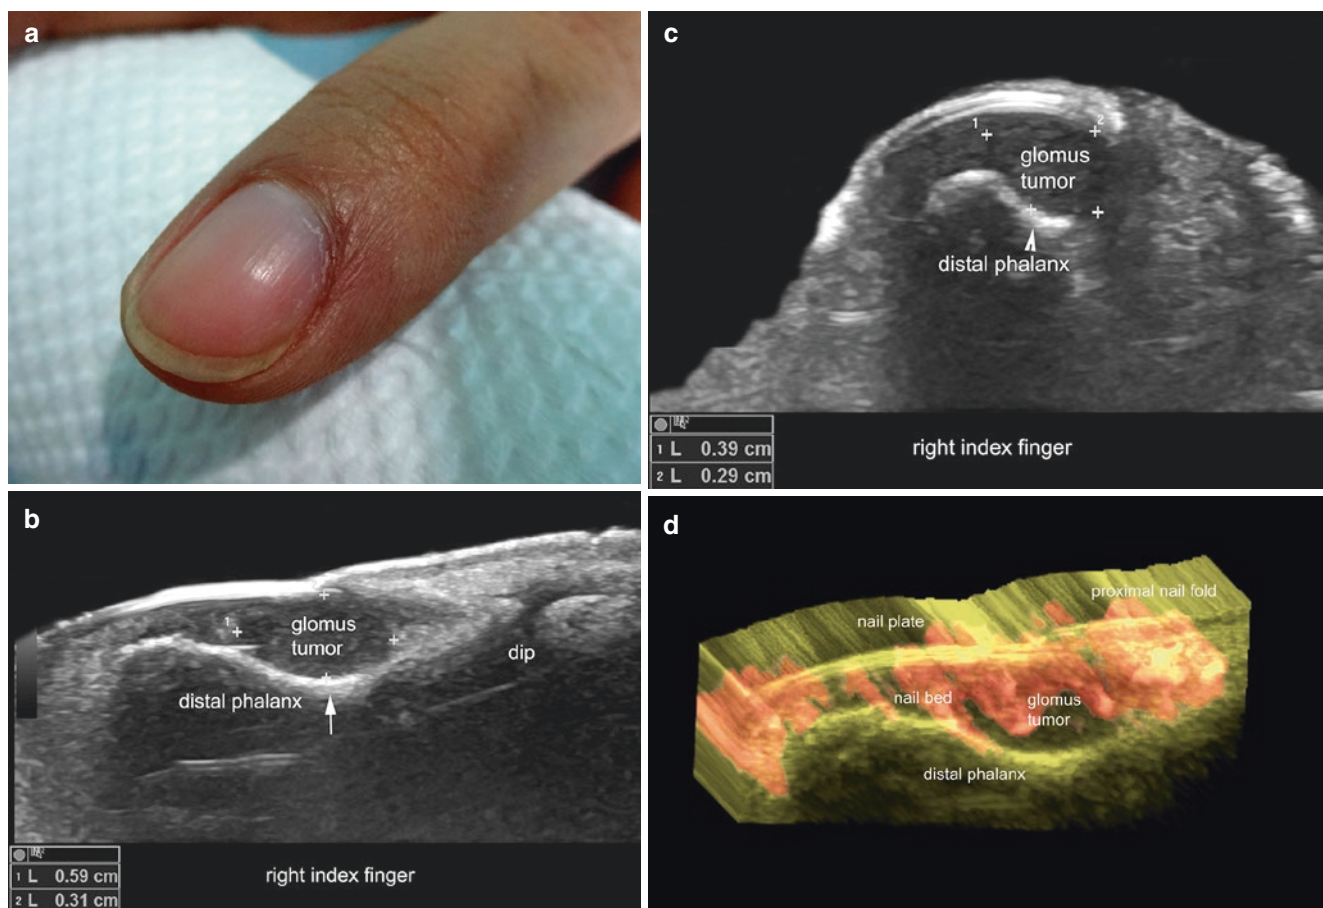 a
b
1
glomus
tumor
dip
distal phalanx
1 L 0.59 cm
2 L 0.31 cm
right index finger
c
1
2
glomus
tumor
distal phalanx
1 L 0.39 cm
2 L 0.29 cm
right index finger
d
proximal nail fold
nail plate
nail bed
glomus
tumor
distal phalanx